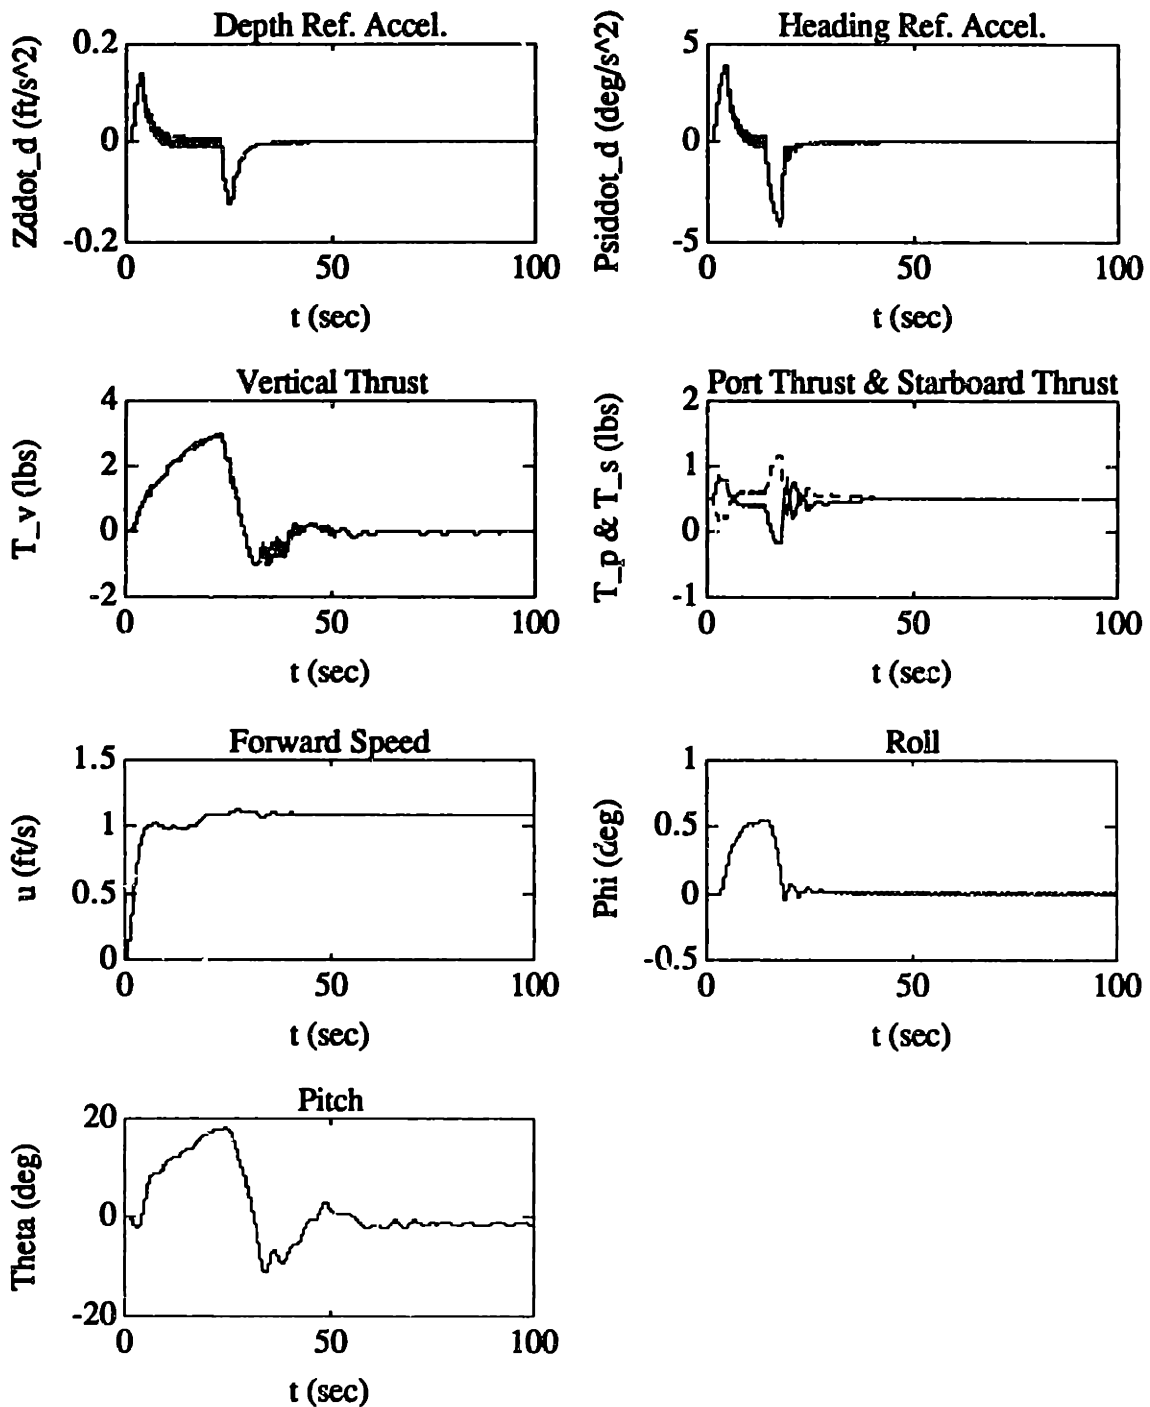 Depth Ref. Accel.
Zddot_d (ft/s^2)
0.2
0
-0.2
0 50 100
t (sec)
Heading Ref. Accel.
Psiddot_d (deg/s^2)
5
0
-5
0 50 100
t (sec)
Vertical Thrust
T_v (lbs)
4
2
0
-2
0 50 100
t (sec)
Port Thrust & Starboard Thrust
T_p & T_s (lbs)
2
1
0
-1
0 50 100
t (sec)
Forward Speed
u (ft/s)
1.5
1
0.5
0
0 50 100
t (sec)
Roll
Phi (deg)
1
0.5
0
-0.5
0 50 100
t (sec)
Pitch
Theta (deg)
20
0
-20
0 50 100
t (sec)